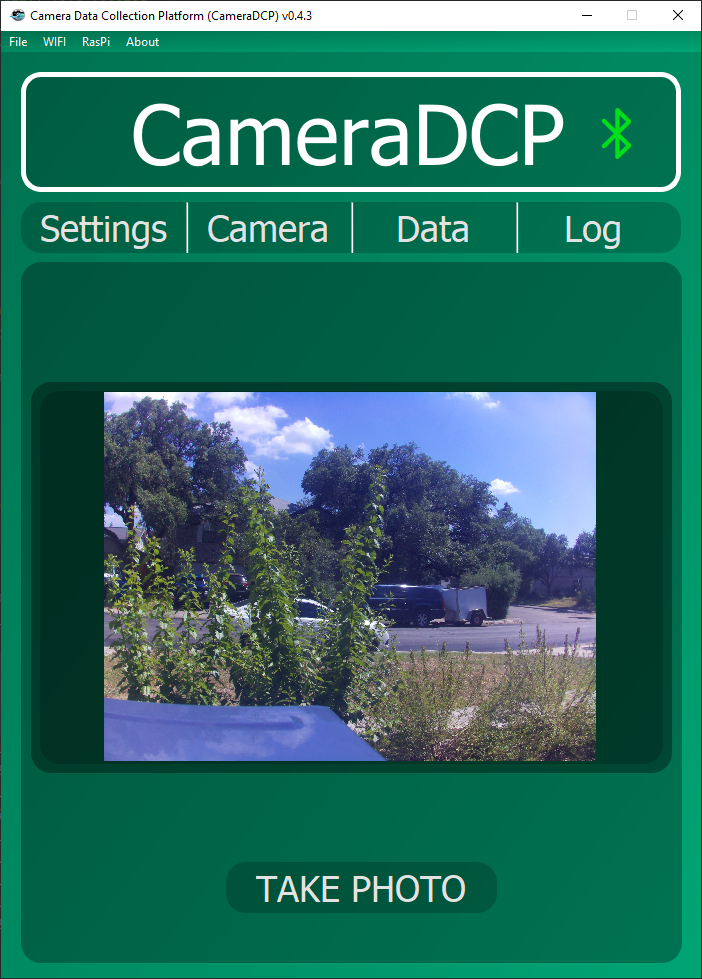 Camera Data Collection Platform (CameraDCP) v0.4.3
File WIFI RasPi About
CameraDCP
Settings Camera Data Log
TAKE PHOTO